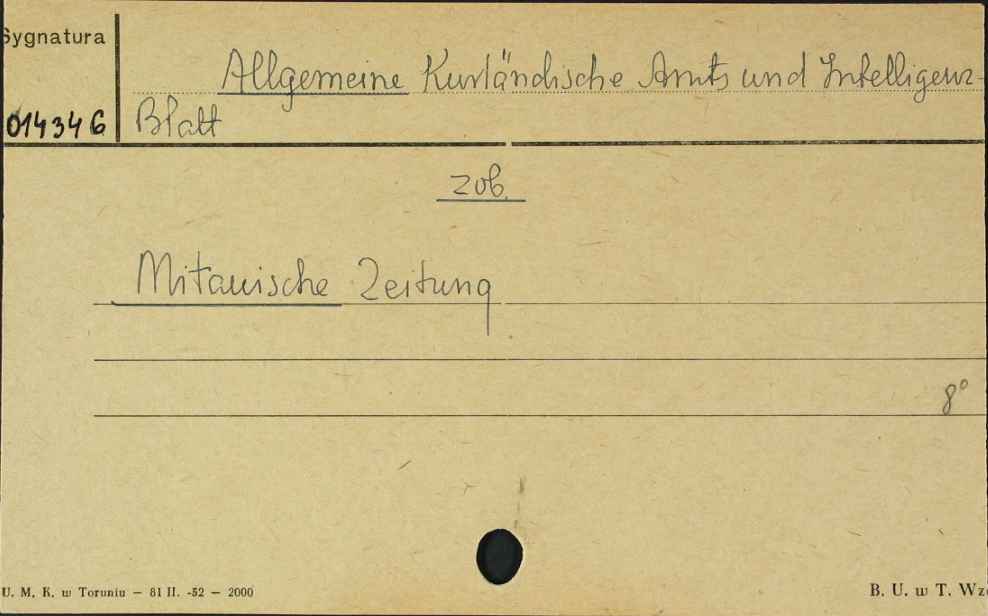 Sygnatura
Allgemeine Kurländische Amts und Intelligenz-
014346 Blatt
zob.
Mitauische Zeitung
8°
U. M. K. w Toruniu — 81 II. -52 — 2000
B. U. w T. Wz